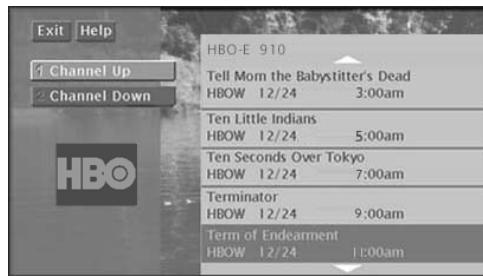 Exit Help
1 Channel Up
2 Channel Down
HBO
HBO-E 910
Tell Mom the Babystitter's Dead
HBOW 12/24 3:00am
Ten Little Indians
HBOW 12/24 5:00am
Ten Seconds Over Tokyo
HBOW 12/24 7:00am
Terminator
HBOW 12/24 9:00am
Term of Endearment
HBOW 12/24 11:00am